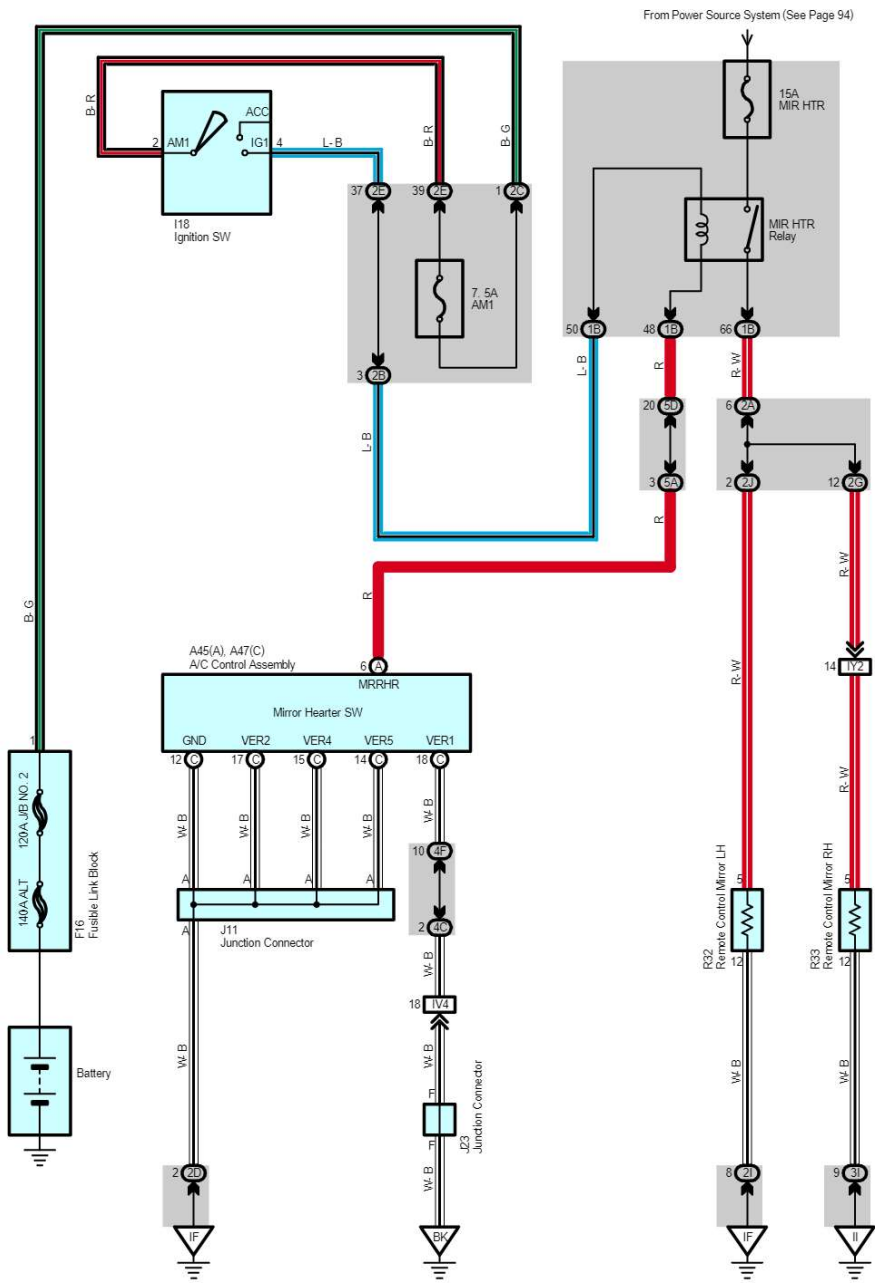 From Power Source System (See Page 94)
15A
MIR HTR
B- R
ACC
2
AM1
IG1
4
L- B
B- R
B- G
I18
Ignition SW
37
2E
39
2E
1
2C
7. 5A
AM1
MIR HTR
Relay
50
1B
48
1B
66
1B
3
2B
L- B
L- B
R
R- W
20
5D
6
2A
3
5A
2
2J
12
2G
R
R- W
B- G
R
A45(A), A47(C)
A/C Control Assembly
6
A
MRRHR
Mirror Hearter SW
GND
VER2
VER4
VER5
VER1
12
C
17
C
15
C
14
C
18
C
R- W
14
IY2
R- W
1
120A J/B NO. 2
140A ALT
F16
Fusible Link Block
W- B
W- B
W- B
W- B
W- B
10
4F
A
A
A
A
A
J11
Junction Connector
2
4C
W- B
18
IV4
5
R32
Remote Control Mirror LH
12
5
R33
Remote Control Mirror RH
12
Battery
W- B
W- B
F
F
J23
Junction Connector
W- B
W- B
W- B
2
2D
8
2I
9
3I
IF
BK
IF
II